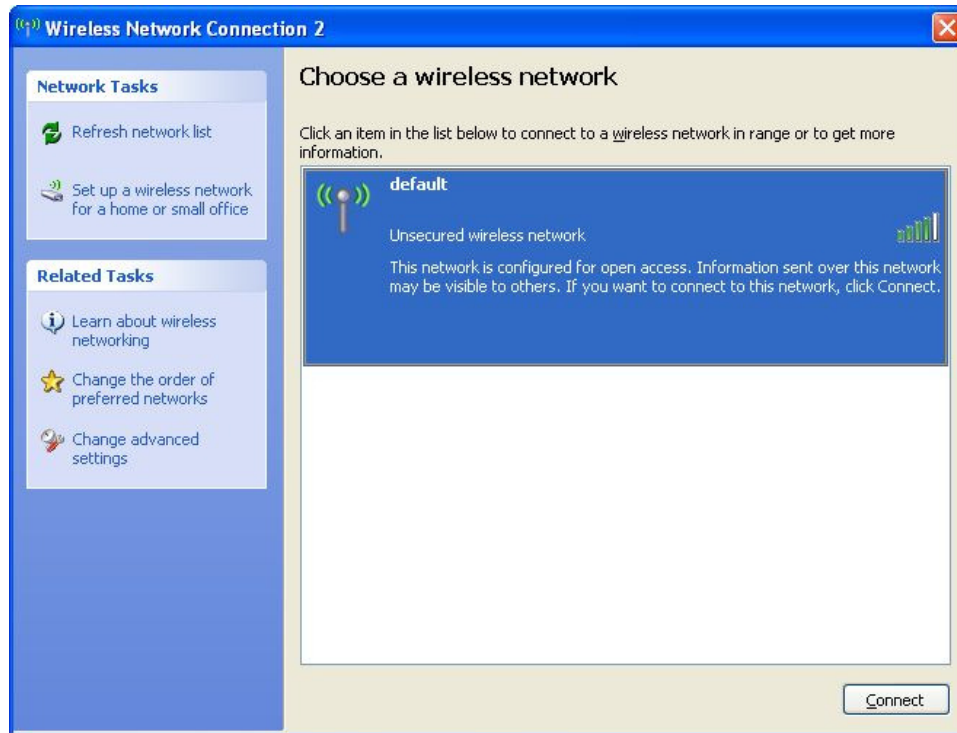 Wireless Network Connection 2
Network Tasks
Refresh network list
Set up a wireless network
for a home or small office
Related Tasks
Learn about wireless
networking
Change the order of
preferred networks
Change advanced
settings
Choose a wireless network
Click an item in the list below to connect to a wireless network in range or to get more
information.
default
Unsecured wireless network
This network is configured for open access. Information sent over this network
may be visible to others. If you want to connect to this network, click Connect.
Connect